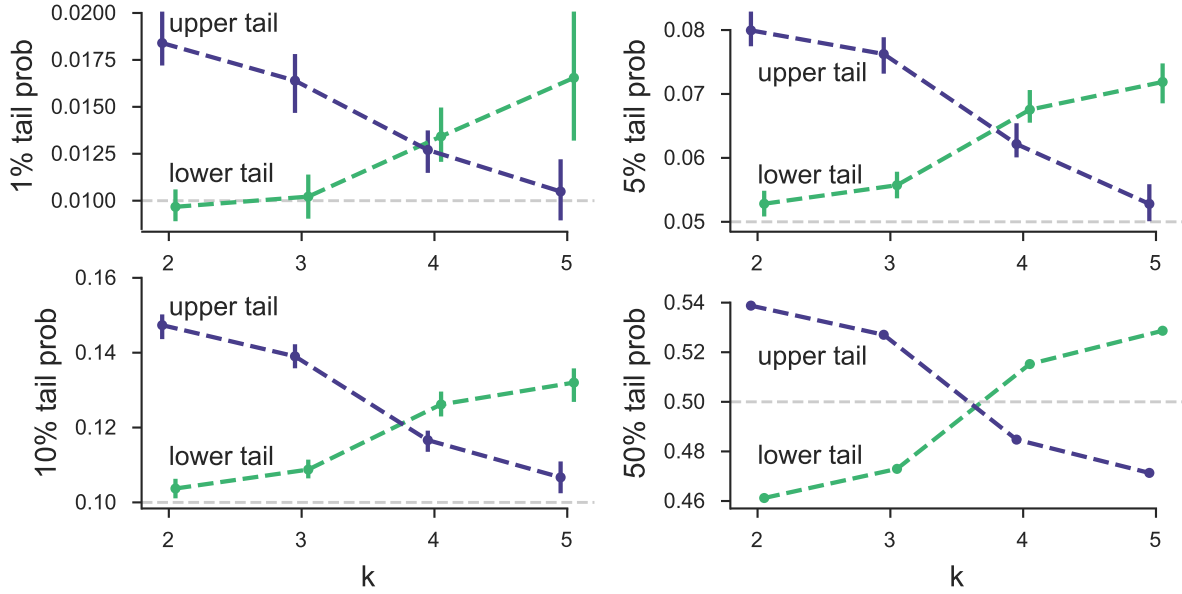 1% tail prob
0.0200
0.0175
0.0150
0.0125
0.0100
upper tail
lower tail
2 3 4 5
5% tail prob
0.08
0.07
0.06
0.05
upper tail
lower tail
2 3 4 5
10% tail prob
0.16
0.14
0.12
0.10
upper tail
lower tail
2 3 4 5
k
50% tail prob
0.54
0.52
0.50
0.48
0.46
upper tail
lower tail
2 3 4 5
k